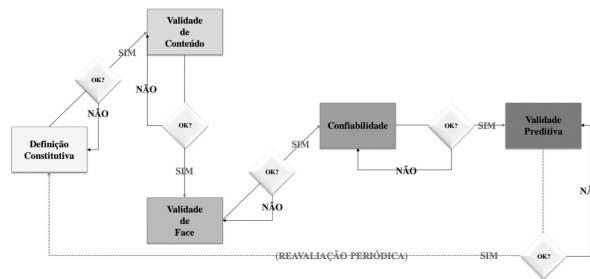 Validade
de
Conteúdo
SIM
OK?
NÃO
NÃO
OK?
Definição
Constitutiva
SIM
Validade
de
Face
OK?
NÃO
SIM
Confiabilidade
OK?
NÃO
SIM
Validade
Preditiva
(REAVALIAÇÃO PERIÓDICA)
SIM
OK?